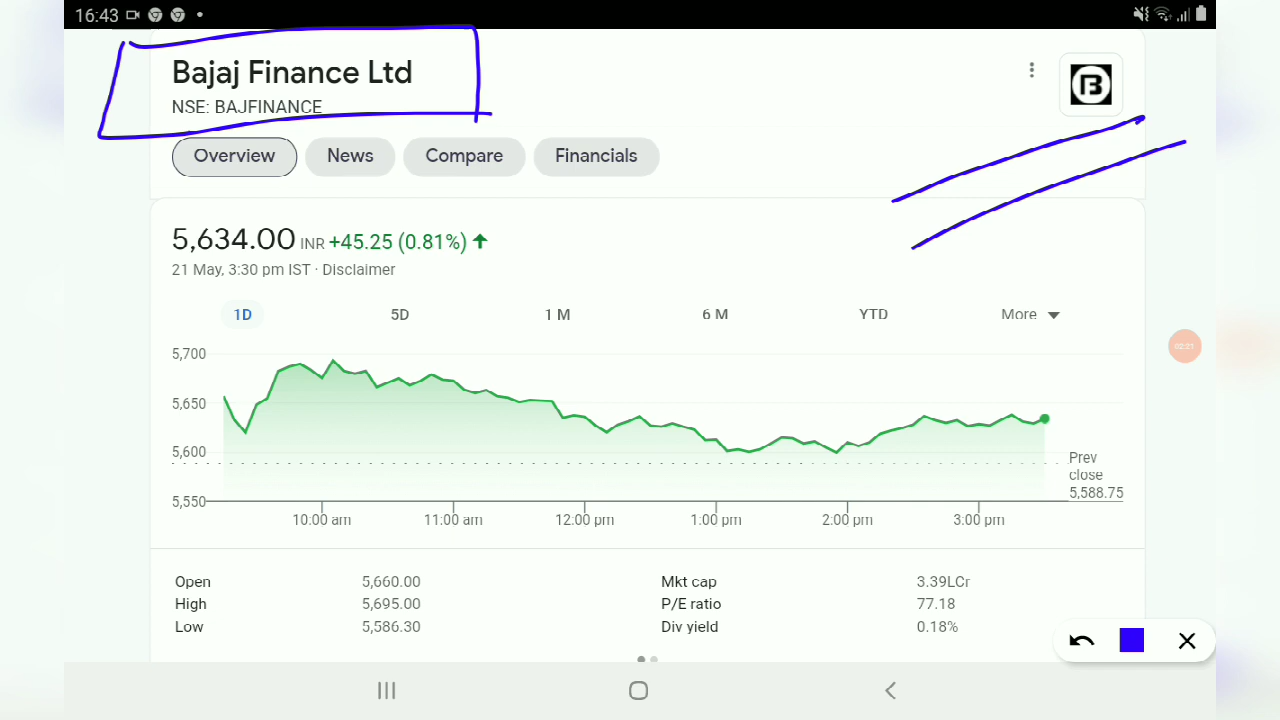 16:43
Bajaj Finance Ltd
NSE: BAJFINANCE
Overview News Compare Financials
5,634.00 INR +45.25 (0.81%)
21 May, 3:30 pm IST · Disclaimer
1D 5D 1 M 6 M YTD More
5,700
5,650
5,600
5,550
Prev
close
5,588.75
10:00 am 11:00 am 12:00 pm 1:00 pm 2:00 pm 3:00 pm
Open 5,660.00 Mkt cap 3.39LCr
High 5,695.00 P/E ratio 77.18
Low 5,586.30 Div yield 0.18%